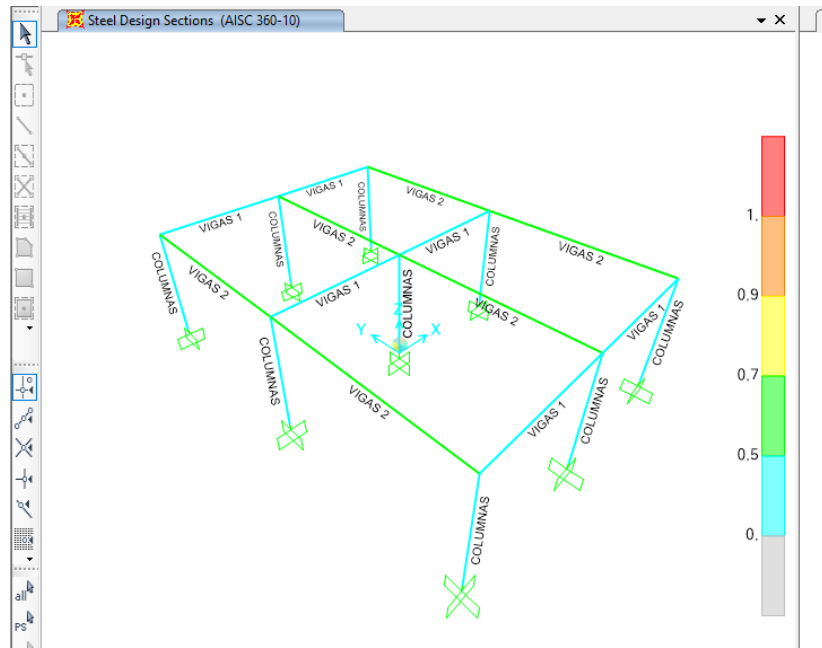 Steel Design Sections (AISC 360-10)
VIGAS 1
VIGAS 2
COLUMNAS
VIGAS 1
COLUMNAS
VIGAS 2
VIGAS 1
COLUMNAS
VIGAS 2
COLUMNAS
COLUMNAS
VIGAS 2
VIGAS 1
COLUMNAS
Z
Y
X
VIGAS 2
VIGAS 1
COLUMNAS
COLUMNAS
VIGAS 2
VIGAS 1
COLUMNAS
COLUMNAS
1.
0.9
0.7
0.5
0.
all
PS